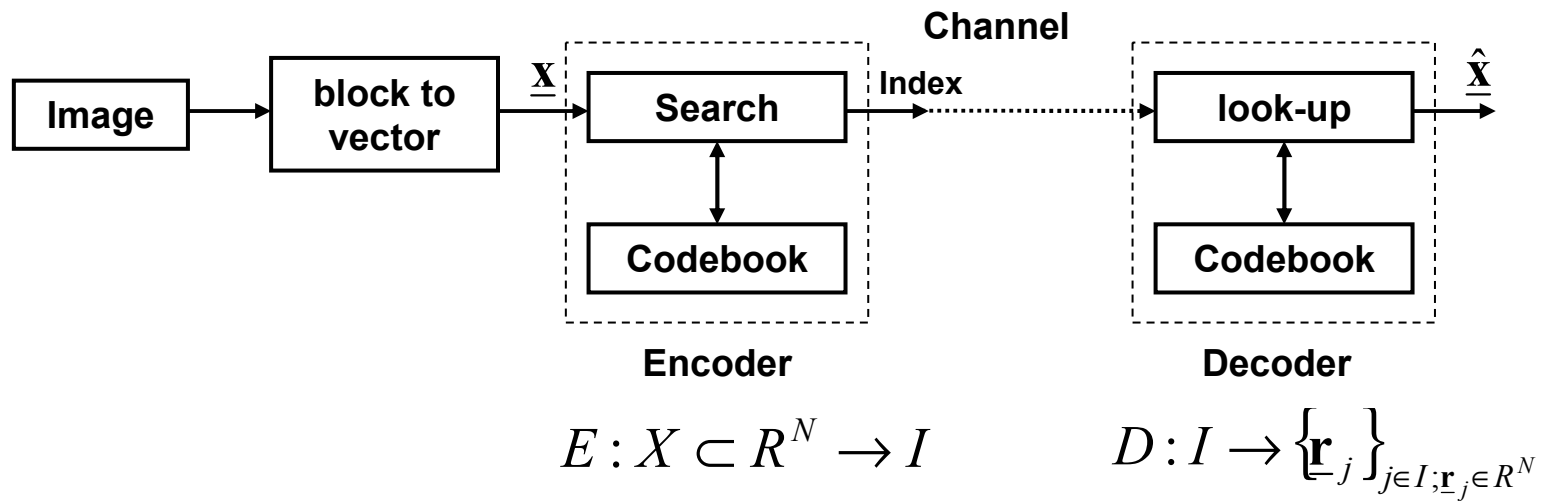 Channel
Image
block to
vector
x
Search
Index
look-up
x̂
Codebook
Codebook
Encoder
Decoder
E : X ⊂ R^N → I
D : I → {r_j}_{j∈I; r_j∈R^N}